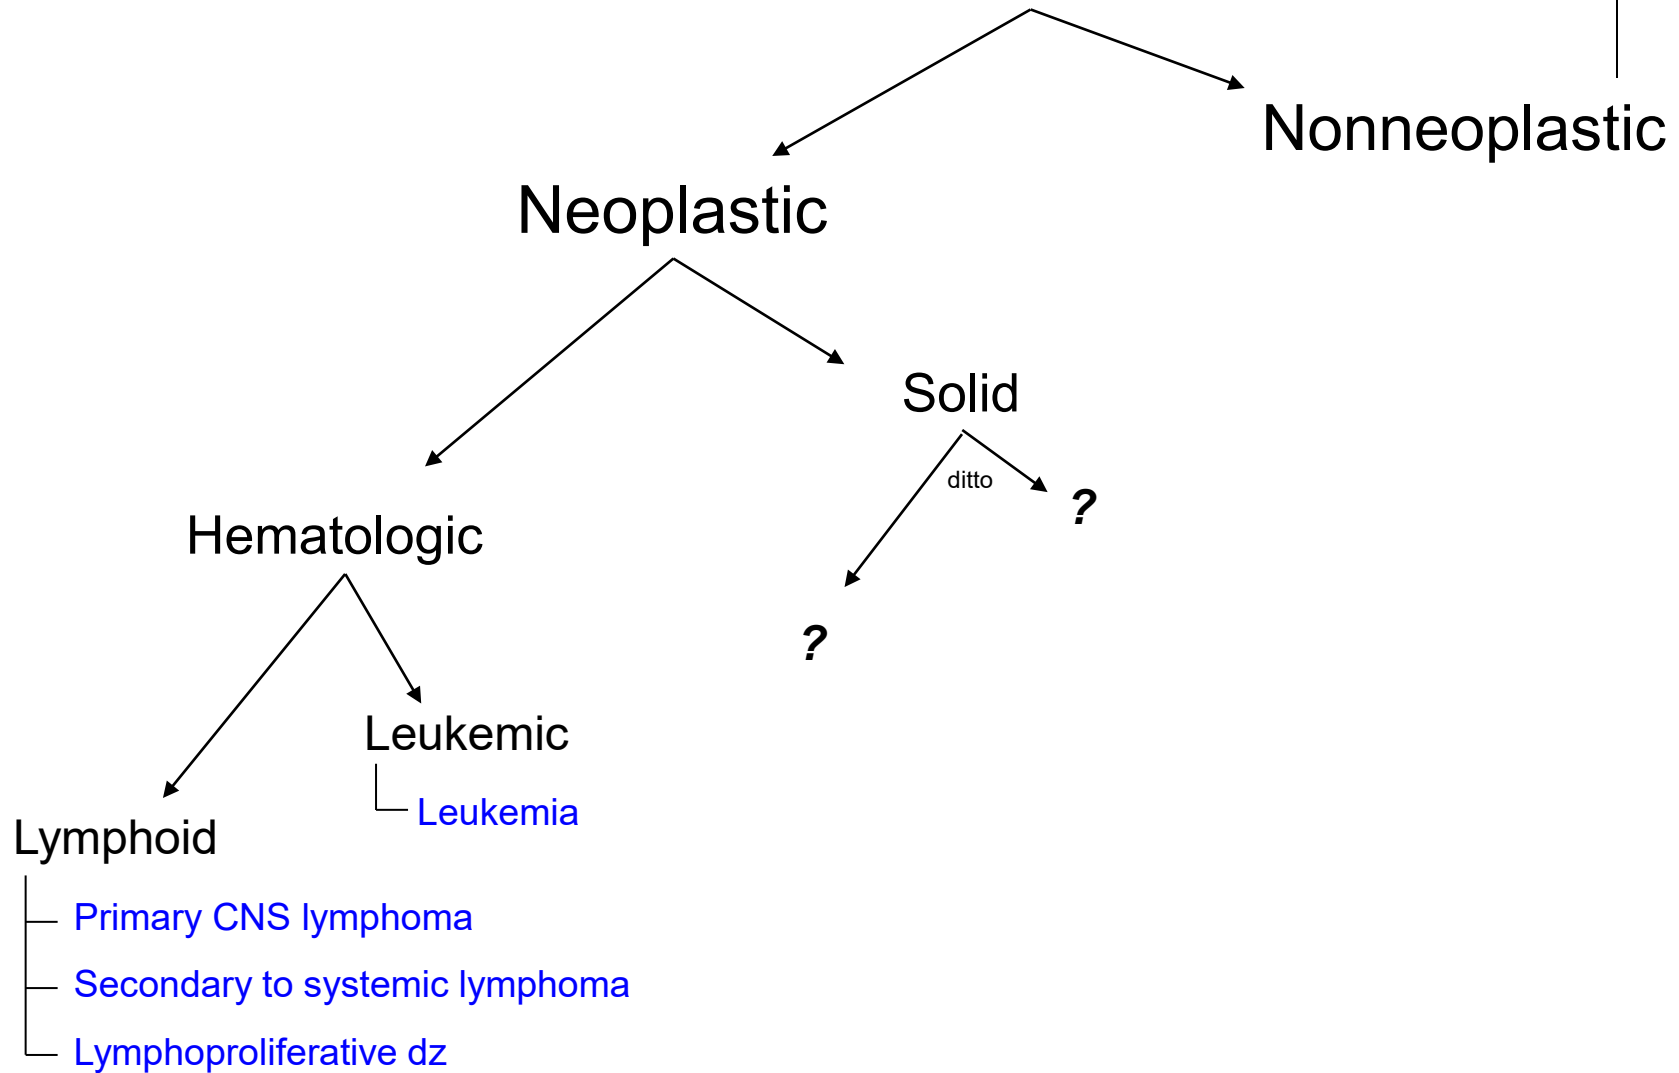 Nonneoplastic
Neoplastic
Solid
ditto
?
Hematologic
?
Leukemic
Leukemia
Lymphoid
Primary CNS lymphoma
Secondary to systemic lymphoma
Lymphoproliferative dz